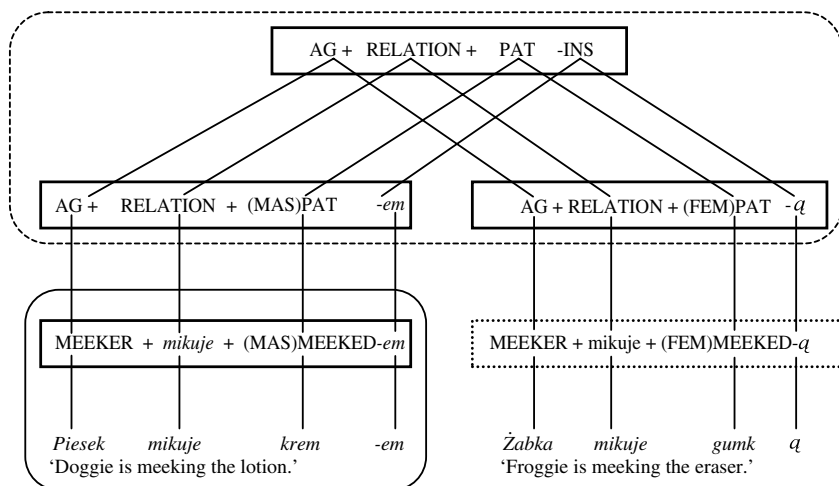 AG + RELATION + PAT -INS
AG + RELATION + (MAS)PAT -em
AG + RELATION + (FEM)PAT -ą
MEEKER + mikuje + (MAS)MEEKED-em
MEEKER + mikuje + (FEM)MEEKED-ą
Piesek mikuje krem -em
Żabka mikuje gumk ą
‘Doggie is meeking the lotion.’
‘Froggie is meeking the eraser.’